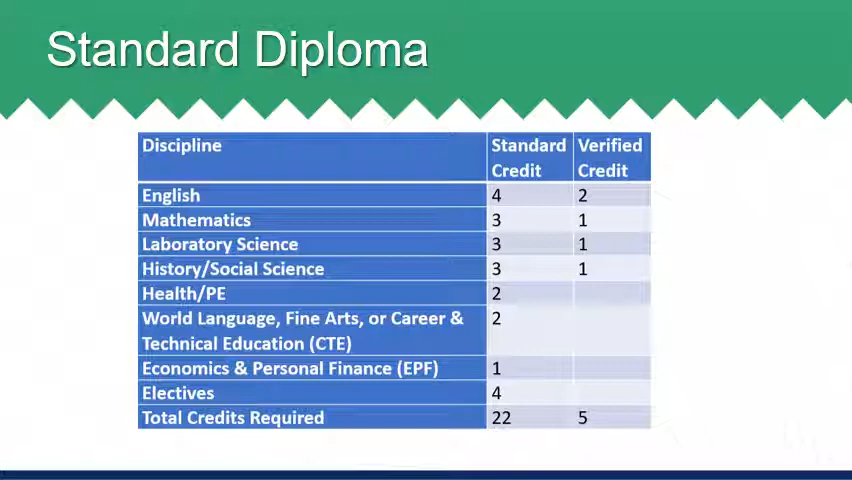 Standard Diploma
Discipline Standard Verified
Credit Credit
English 4 2
Mathematics 3 1
Laboratory Science 3 1
History/Social Science 3 1
Health/PE 2
World Language, Fine Arts, or Career & 2
Technical Education (CTE)
Economics & Personal Finance (EPF) 1
Electives 4
Total Credits Required 22 5